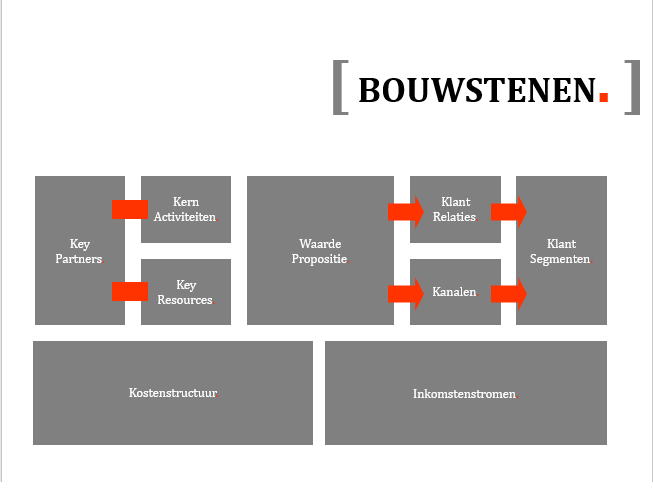 [ BOUWSTENEN. ]
Key
Partners.
Kern
Activiteiten.
Key
Resources.
Waarde
Propositie.
Klant
Relaties.
Kanalen.
Klant
Segmenten.
Kostenstructuur.
Inkomstenstromen.